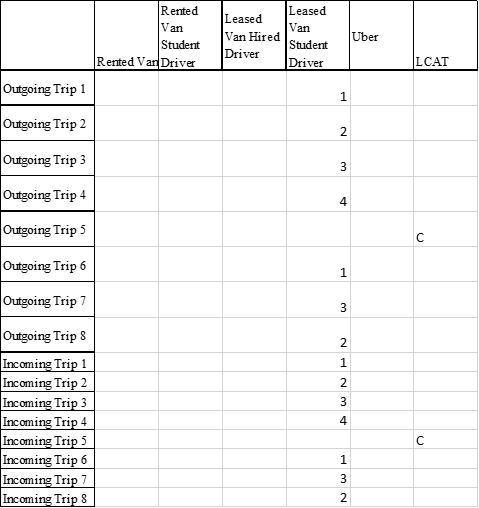 Rented Van Rented Van Student Driver Leased Van Hired Driver Leased Van Student Driver Uber LCAT
Outgoing Trip 1 1
Outgoing Trip 2 2
Outgoing Trip 3 3
Outgoing Trip 4 4
Outgoing Trip 5 C
Outgoing Trip 6 1
Outgoing Trip 7 3
Outgoing Trip 8 2
Incoming Trip 1 1
Incoming Trip 2 2
Incoming Trip 3 3
Incoming Trip 4 4
Incoming Trip 5 C
Incoming Trip 6 1
Incoming Trip 7 3
Incoming Trip 8 2